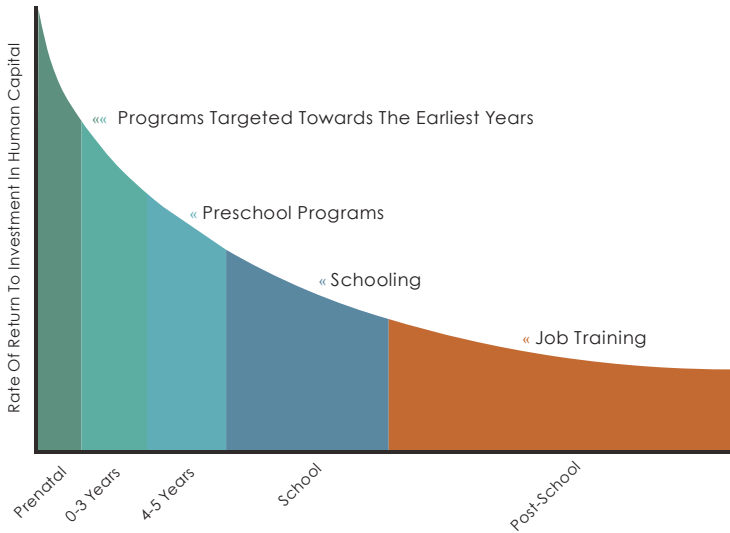 Rate Of Return To Investment In Human Capital
«« Programs Targeted Towards The Earliest Years
« Preschool Programs
« Schooling
« Job Training
Prenatal
0-3 Years
4-5 Years
School
Post-School